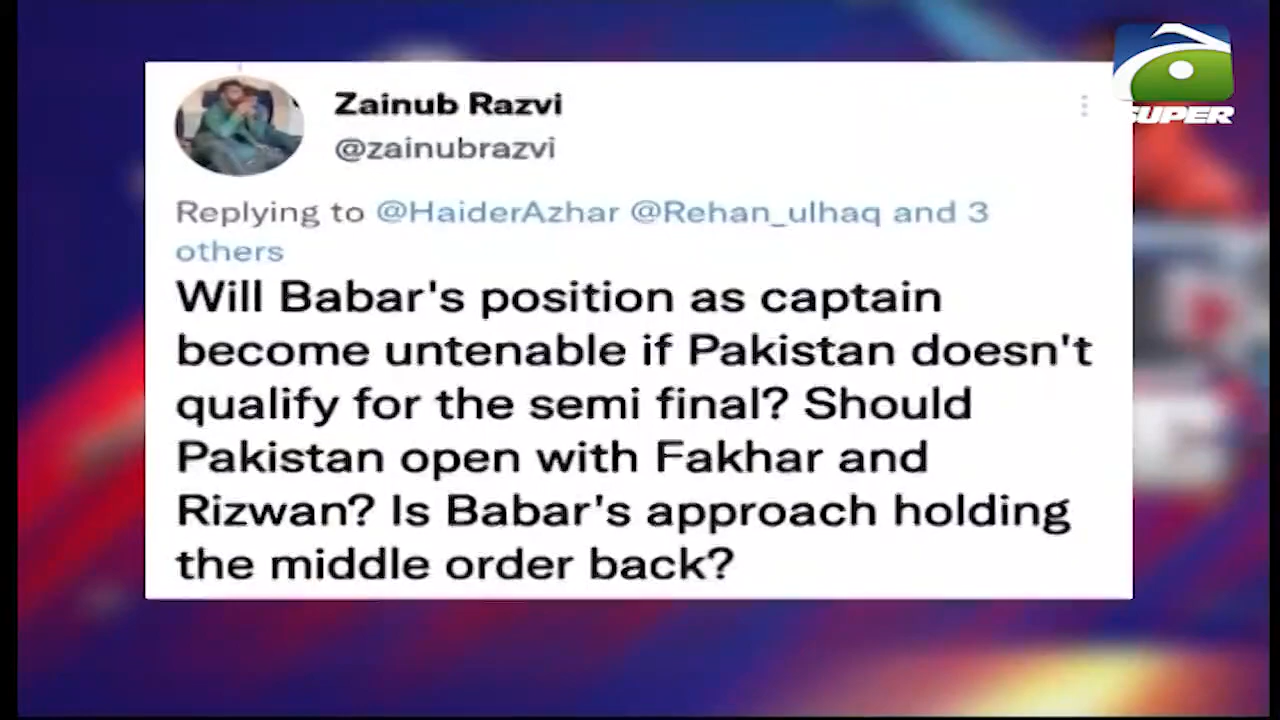 SUPER
Zainub Razvi
@zainubrazvi
Replying to @HaiderAzhar @Rehan_ulhaq and 3
others
Will Babar's position as captain
become untenable if Pakistan doesn't
qualify for the semi final? Should
Pakistan open with Fakhar and
Rizwan? Is Babar's approach holding
the middle order back?